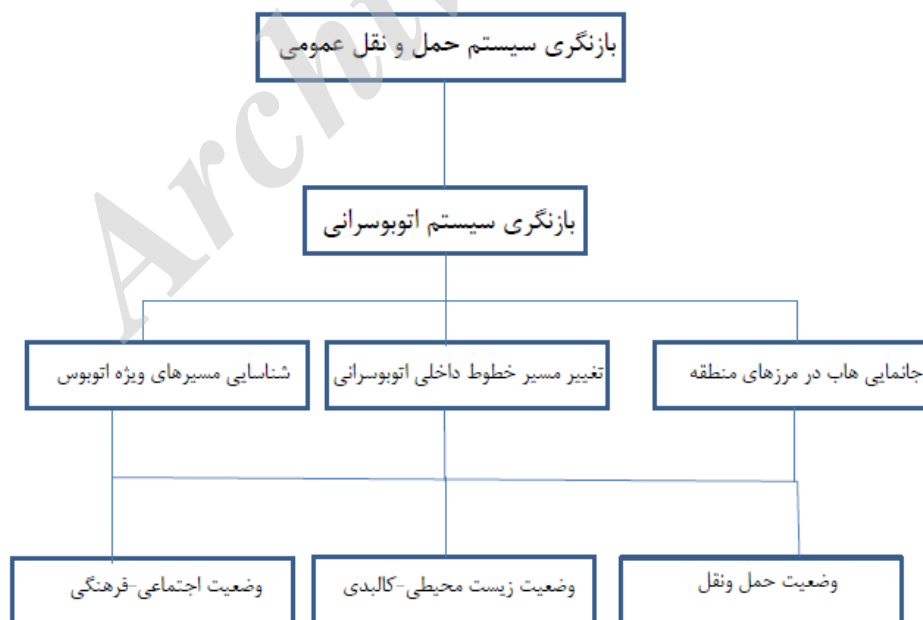 بازنگری سیستم حمل و نقل عمومی
بازنگری سیستم اتوبوسرانی
جانمایی هاب در مرزهای منطقه
تغییر مسیر خطوط داخلی اتوبوسرانی
شناسایی مسیرهای ویژه اتوبوس
وضعیت حمل ونقل
وضعیت زیست محیطی-کالبدی
وضعیت اجتماعی-فرهنگی